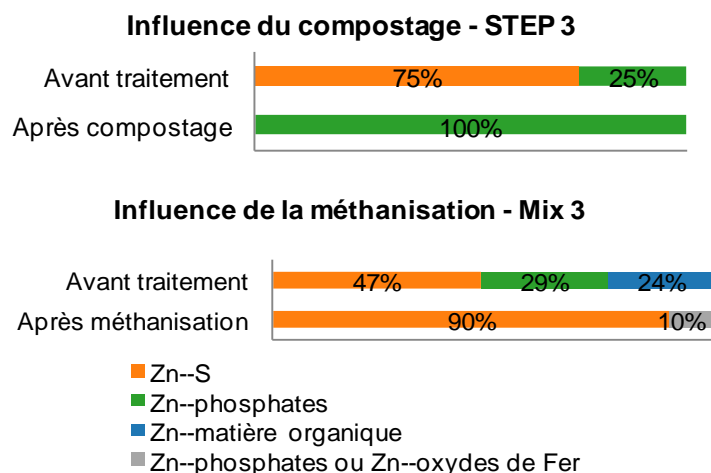 Influence du compostage - STEP 3
Avant traitement 75% 25%
Après compostage 100%
Influence de la méthanisation - Mix 3
Avant traitement 47% 29% 24%
Après méthanisation 90% 10%
Zn--S
Zn--phosphates
Zn--matière organique
Zn--phosphates ou Zn--oxydes de Fer